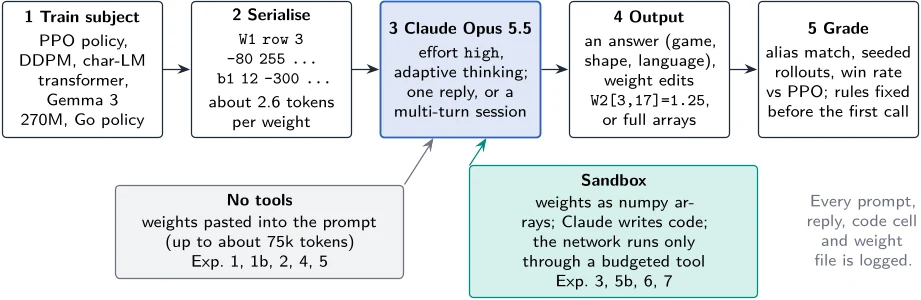 1 Train subject
PPO policy,
DDPM, char-LM
transformer,
Gemma 3
270M, Go policy
2 Serialise
W1 row 3
-80 255 ...
b1 12 -300 ...
about 2.6 tokens
per weight
3 Claude Opus 5.5
effort high,
adaptive thinking;
one reply, or a
multi-turn session
4 Output
an answer (game,
shape, language),
weight edits
W2[3,17]=1.25,
or full arrays
5 Grade
alias match, seeded
rollouts, win rate
vs PPO; rules fixed
before the first call
No tools
weights pasted into the prompt
(up to about 75k tokens)
Exp. 1, 1b, 2, 4, 5
Sandbox
weights as numpy ar-
rays; Claude writes code;
the network runs only
through a budgeted tool
Exp. 3, 5b, 6, 7
Every prompt,
reply, code cell
and weight
file is logged.